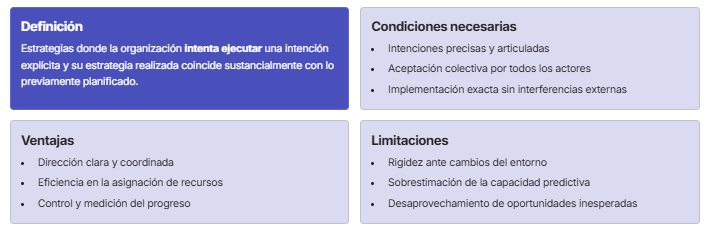 Definición
Estrategias donde la organización intenta ejecutar una intención
explícita y su estrategia realizada coincide sustancialmente con lo
previamente planificado.
Condiciones necesarias
• Intenciones precisas y articuladas
• Aceptación colectiva por todos los actores
• Implementación exacta sin interferencias externas
Ventajas
• Dirección clara y coordinada
• Eficiencia en la asignación de recursos
• Control y medición del progreso
Limitaciones
• Rigidez ante cambios del entorno
• Sobrestimación de la capacidad predictiva
• Desaprovechamiento de oportunidades inesperadas